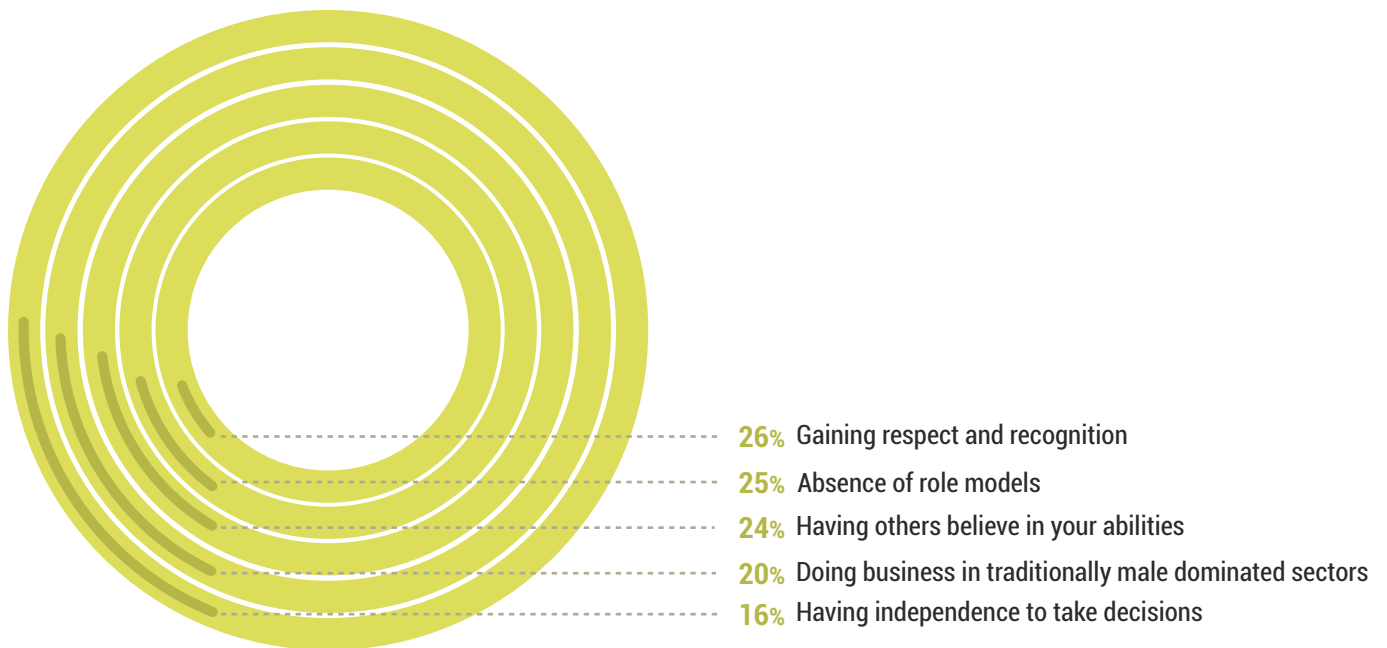 26% Gaining respect and recognition
25% Absence of role models
24% Having others believe in your abilities
20% Doing business in traditionally male dominated sectors
16% Having independence to take decisions